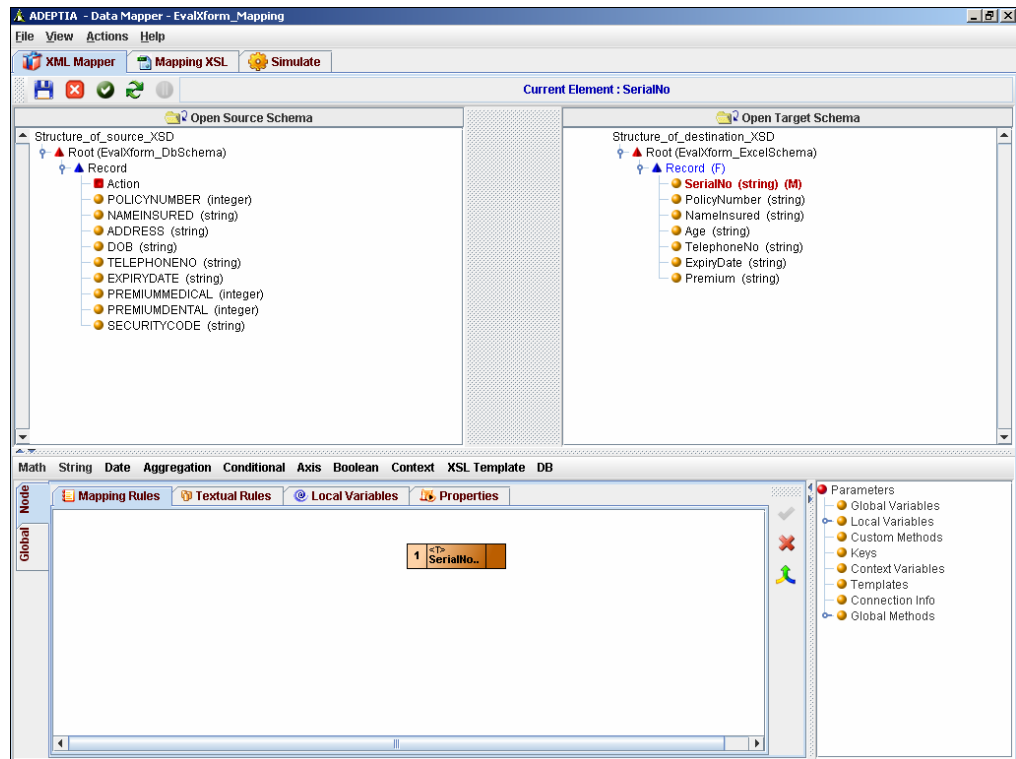 ADEPTIA - Data Mapper - EvalXform_Mapping
File View Actions Help
XML Mapper Mapping XSL Simulate
Current Element : SerialNo
Open Source Schema
Structure_of_source_XSD
Root (EvalXform_DbSchema)
Record
Action
POLICYNUMBER (integer)
NAMEINSURED (string)
ADDRESS (string)
DOB (string)
TELEPHONENO (string)
EXPIRYDATE (string)
PREMIUMMEDICAL (integer)
PREMIUMDENTAL (integer)
SECURITYCODE (string)
Open Target Schema
Structure_of_destination_XSD
Root (EvalXform_ExcelSchema)
Record (F)
SerialNo (string) (M)
PolicyNumber (string)
NameInsured (string)
Age (string)
TelephoneNo (string)
ExpiryDate (string)
Premium (string)
Math String Date Aggregation Conditional Axis Boolean Context XSL Template DB
Node
Global
Mapping Rules Textual Rules Local Variables Properties
1 <T> SerialNo..
Parameters
Global Variables
Local Variables
Custom Methods
Keys
Context Variables
Templates
Connection Info
Global Methods